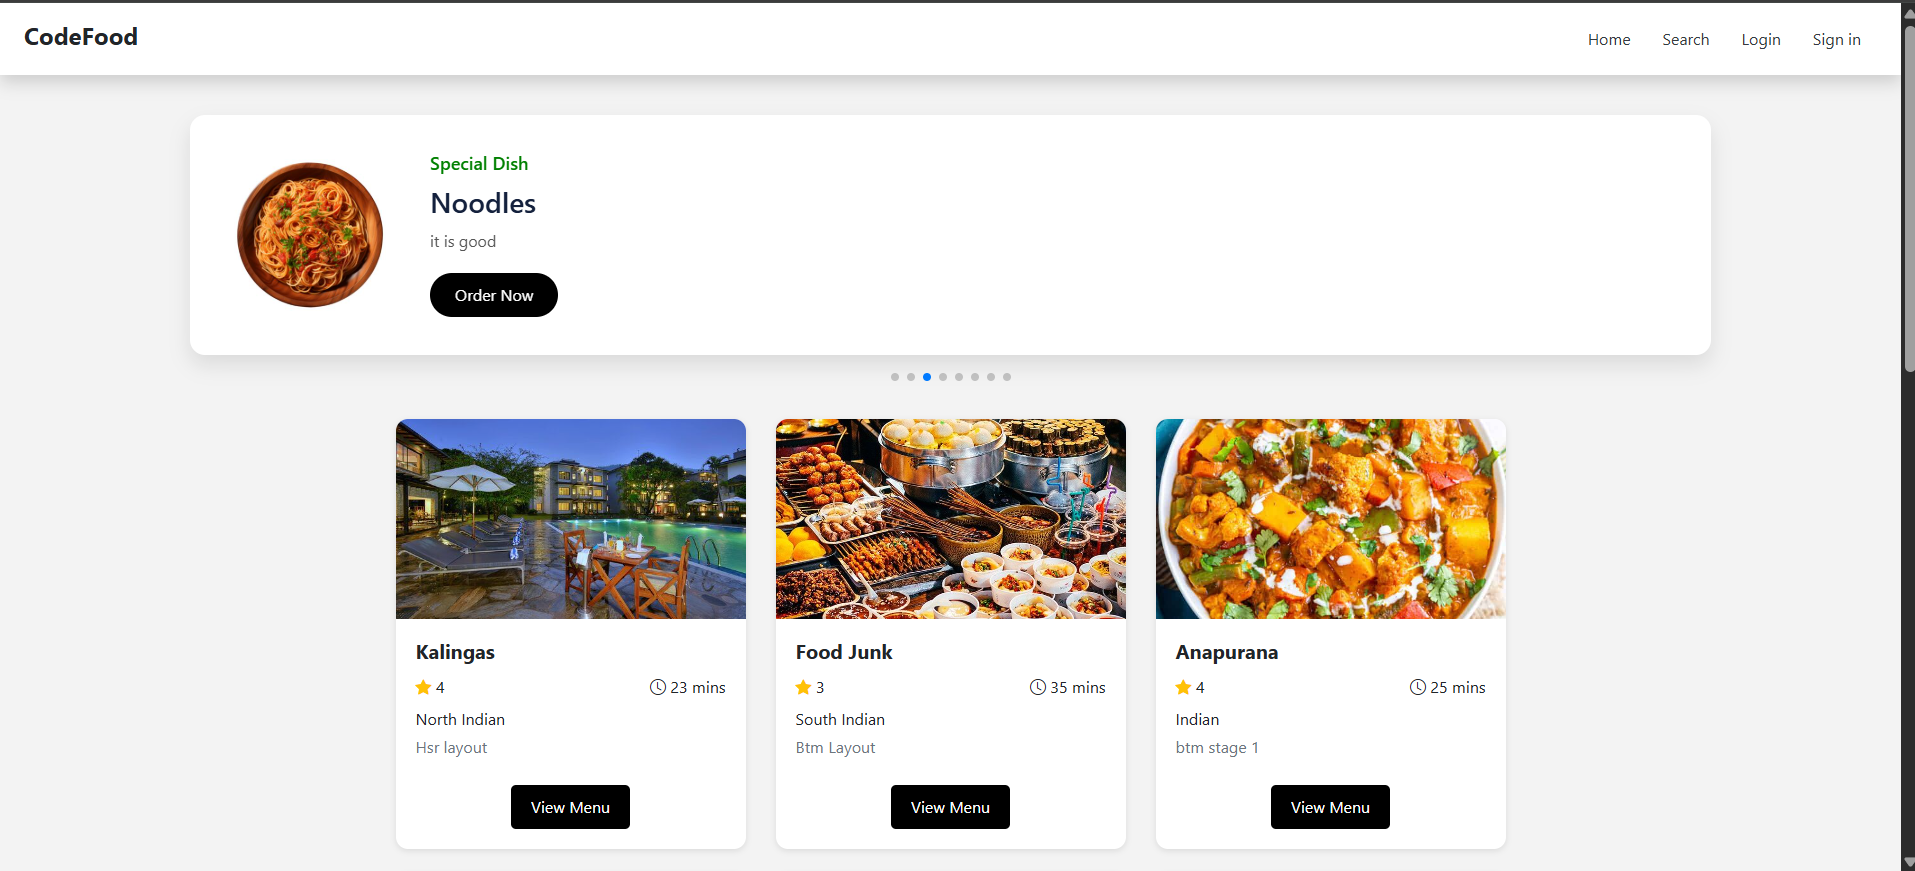 CodeFood
Home Search Login Sign in
Special Dish
Noodles
it is good
Order Now
Kalingas
4 23 mins
North Indian
Hsr layout
View Menu
Food Junk
3 35 mins
South Indian
Btm Layout
View Menu
Anapurana
4 25 mins
Indian
btm stage 1
View Menu